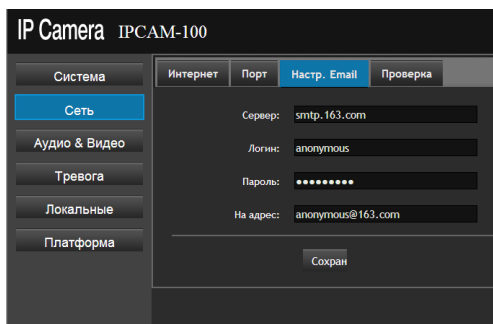 IP Camera IPCAM-100
Система
Сеть
Аудио & Видео
Тревога
Локальные
Платформа
Интернет Порт Настр. Email Проверка
Сервер: smtp.163.com
Логин: anonymous
Пароль: •••••••••
На адрес: anonymous@163.com
Сохран